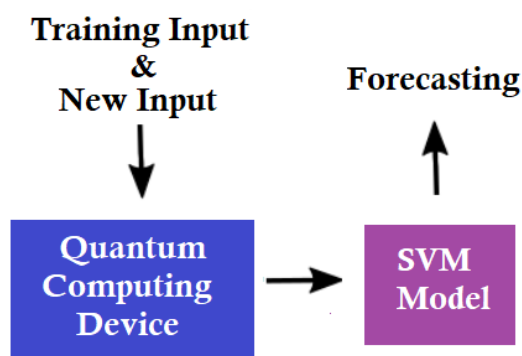 Training Input
&
New Input
Forecasting
Quantum
Computing
Device
SVM
Model